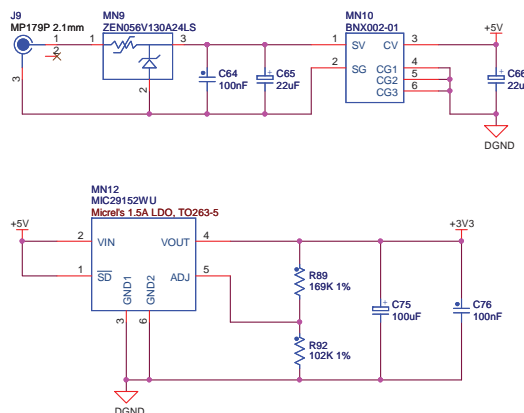 J9
MP179P 2.1mm
1
2
3
MN9
ZEN056V130A24LS
1
3
2
C64
100nF
C65
22uF
MN10
BNX002-01
1
SV
CV
3
2
SG
CG1
4
CG2
5
CG3
6
+5V
C66
22uF
DGND
MN12
MIC29152WU
Micrel's 1.5A LDO, TO263-5
+5V
2
VIN
VOUT
4
1
SD
ADJ
5
GND1
GND2
3
6
R89
169K 1%
R92
102K 1%
C75
100uF
+3V3
C76
100nF
DGND